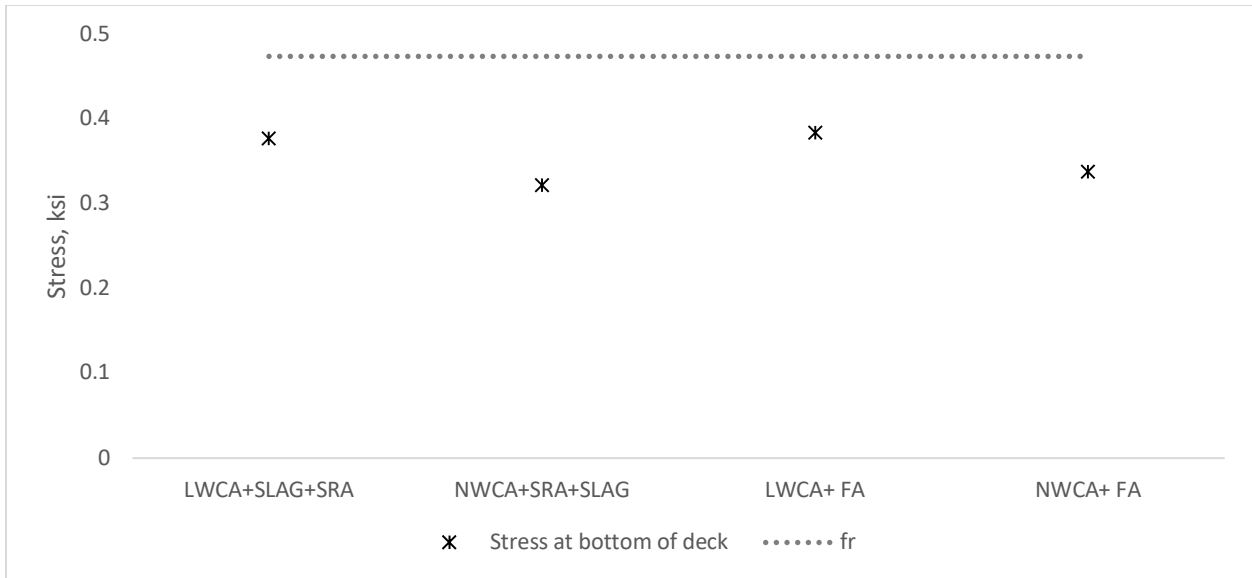 0.5
0.4
0.3
0.2
0.1
0
Stress, ksi
LWCA+SLAG+SRA
NWCA+SRA+SLAG
LWCA+ FA
NWCA+ FA
Stress at bottom of deck
fr